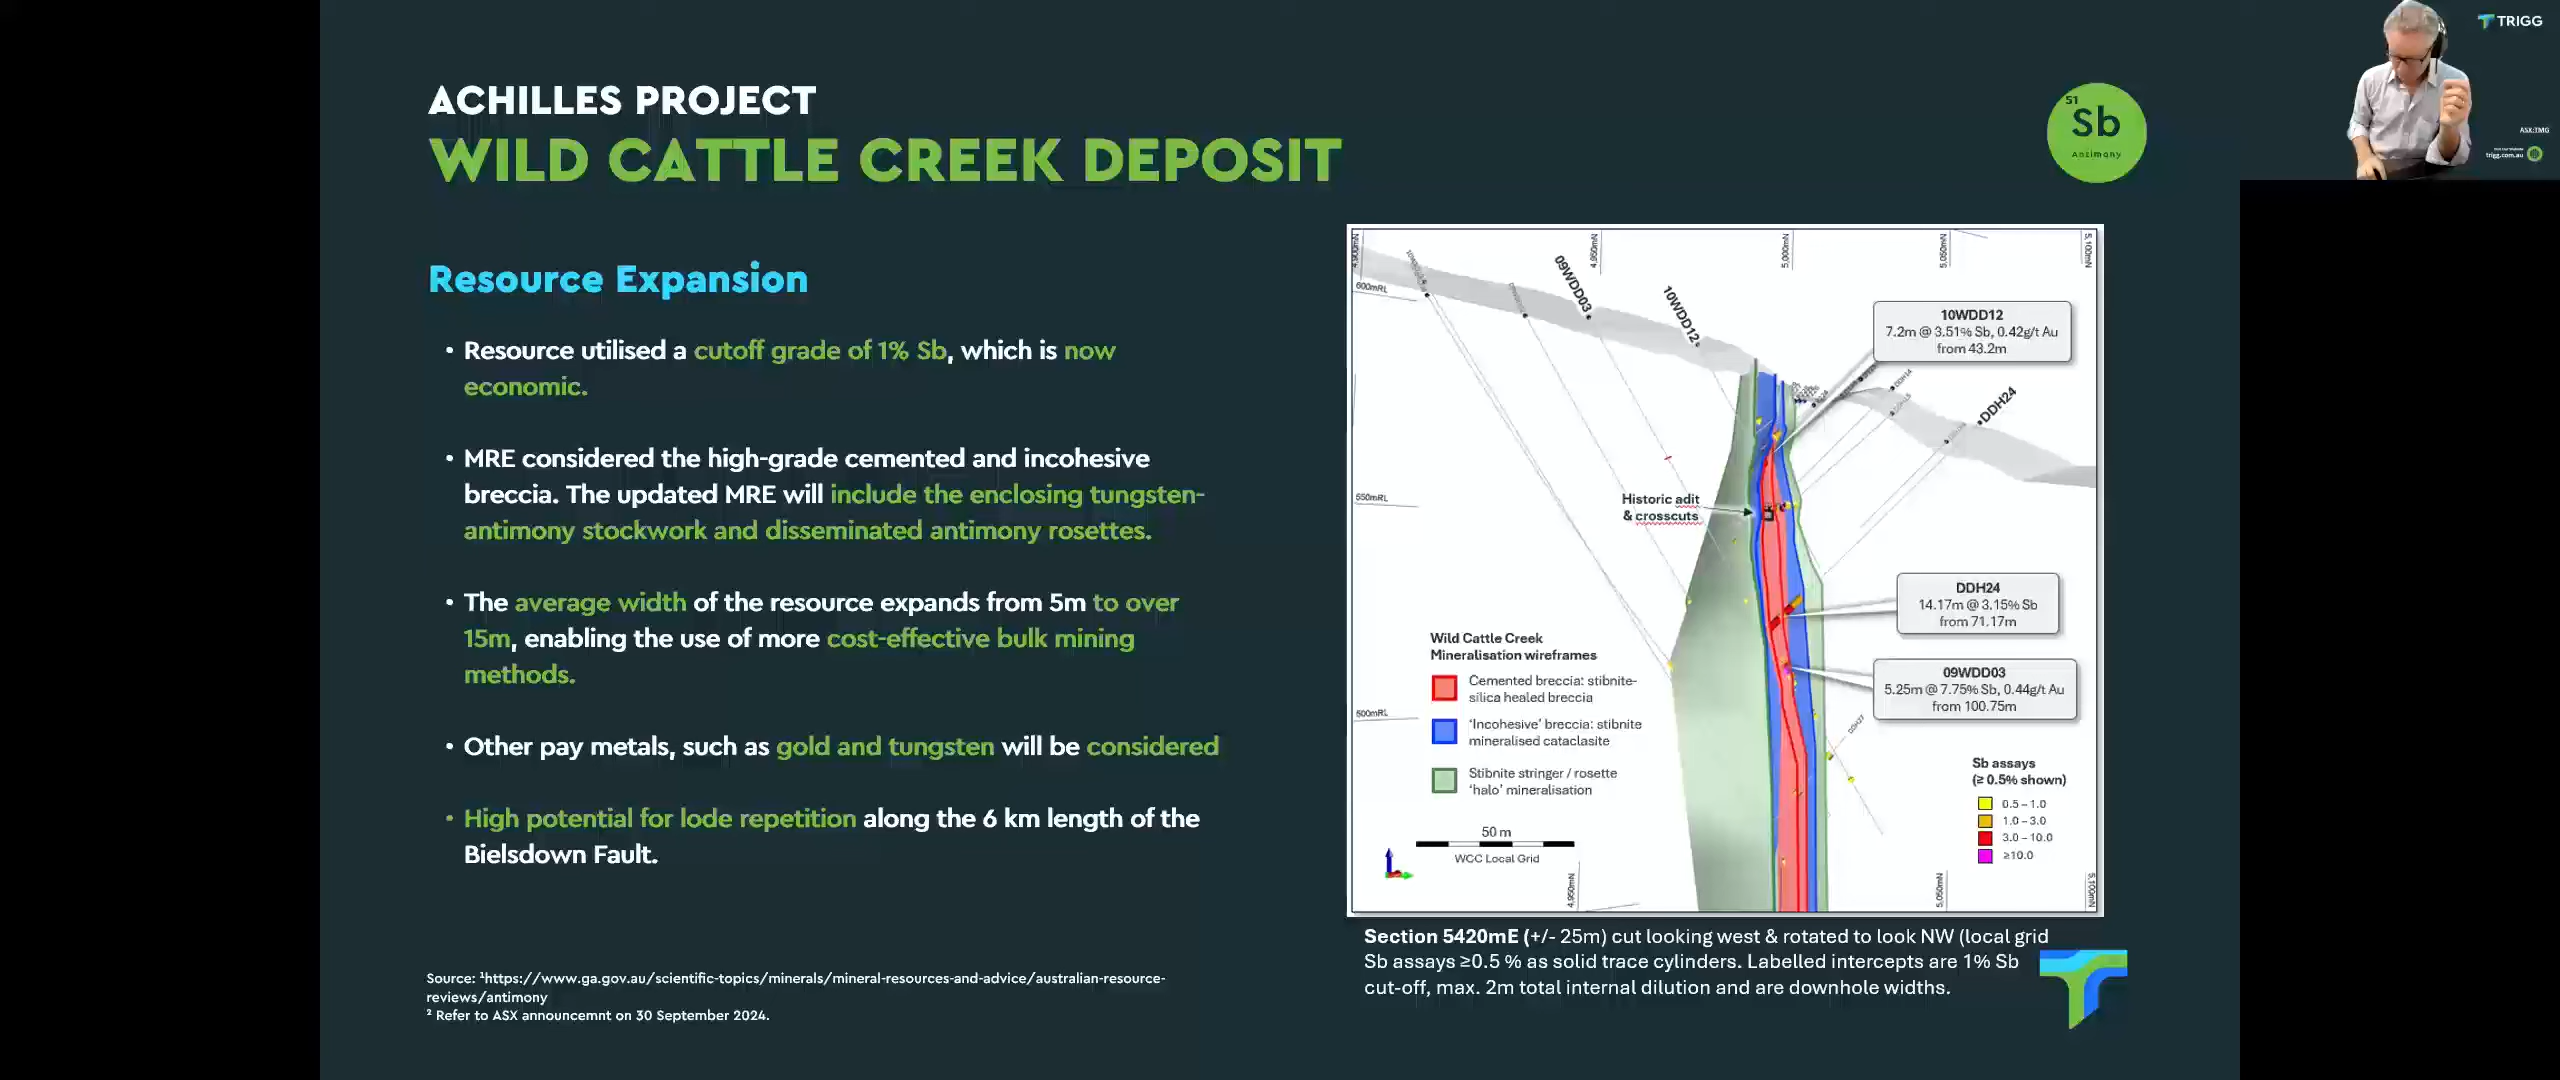 TRIGG
ASX:TMG
trigg.com.au
ACHILLES PROJECT
WILD CATTLE CREEK DEPOSIT
51
Sb
Antimony
Resource Expansion
• Resource utilised a cutoff grade of 1% Sb, which is now
economic.
• MRE considered the high-grade cemented and incohesive
breccia. The updated MRE will include the enclosing tungsten-
antimony stockwork and disseminated antimony rosettes.
• The average width of the resource expands from 5m to over
15m, enabling the use of more cost-effective bulk mining
methods.
• Other pay metals, such as gold and tungsten will be considered
• High potential for lode repetition along the 6 km length of the
Bielsdown Fault.
Source: ¹https://www.ga.gov.au/scientific-topics/minerals/mineral-resources-and-advice/australian-resource-
reviews/antimony
² Refer to ASX announcemnt on 30 September 2024.
4,900mN
4,950mN
5,000mN
5,050mN
5,100mN
600mRL
09WDD03
10WDD12
10WDD12
7.2m @ 3.51% Sb, 0.42g/t Au
from 43.2m
DDH14
DDH24
550mRL
Historic adit
& crosscuts
DDH24
14.17m @ 3.15% Sb
from 71.17m
09WDD03
5.25m @ 7.75% Sb, 0.44g/t Au
from 100.75m
500mRL
DDH27
Wild Cattle Creek
Mineralisation wireframes
Cemented breccia: stibnite-
silica healed breccia
'Incohesive' breccia: stibnite
mineralised cataclasite
Stibnite stringer / rosette
'halo' mineralisation
50 m
WCC Local Grid
Sb assays
(≥ 0.5% shown)
0.5 – 1.0
1.0 – 3.0
3.0 – 10.0
≥10.0
4,950mN
5,050mN
5,100mN
Section 5420mE (+/- 25m) cut looking west & rotated to look NW (local grid
Sb assays ≥0.5 % as solid trace cylinders. Labelled intercepts are 1% Sb
cut-off, max. 2m total internal dilution and are downhole widths.